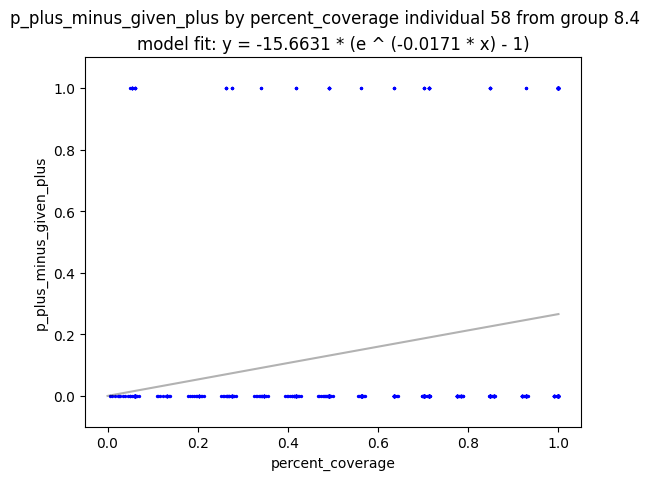 p_plus_minus_given_plus by percent_coverage individual 58 from group 8.4
model fit: y = -15.6631 * (e ^ (-0.0171 * x) - 1)
1.0
0.8
0.6
0.4
0.2
0.0
p_plus_minus_given_plus
0.0 0.2 0.4 0.6 0.8 1.0
percent_coverage